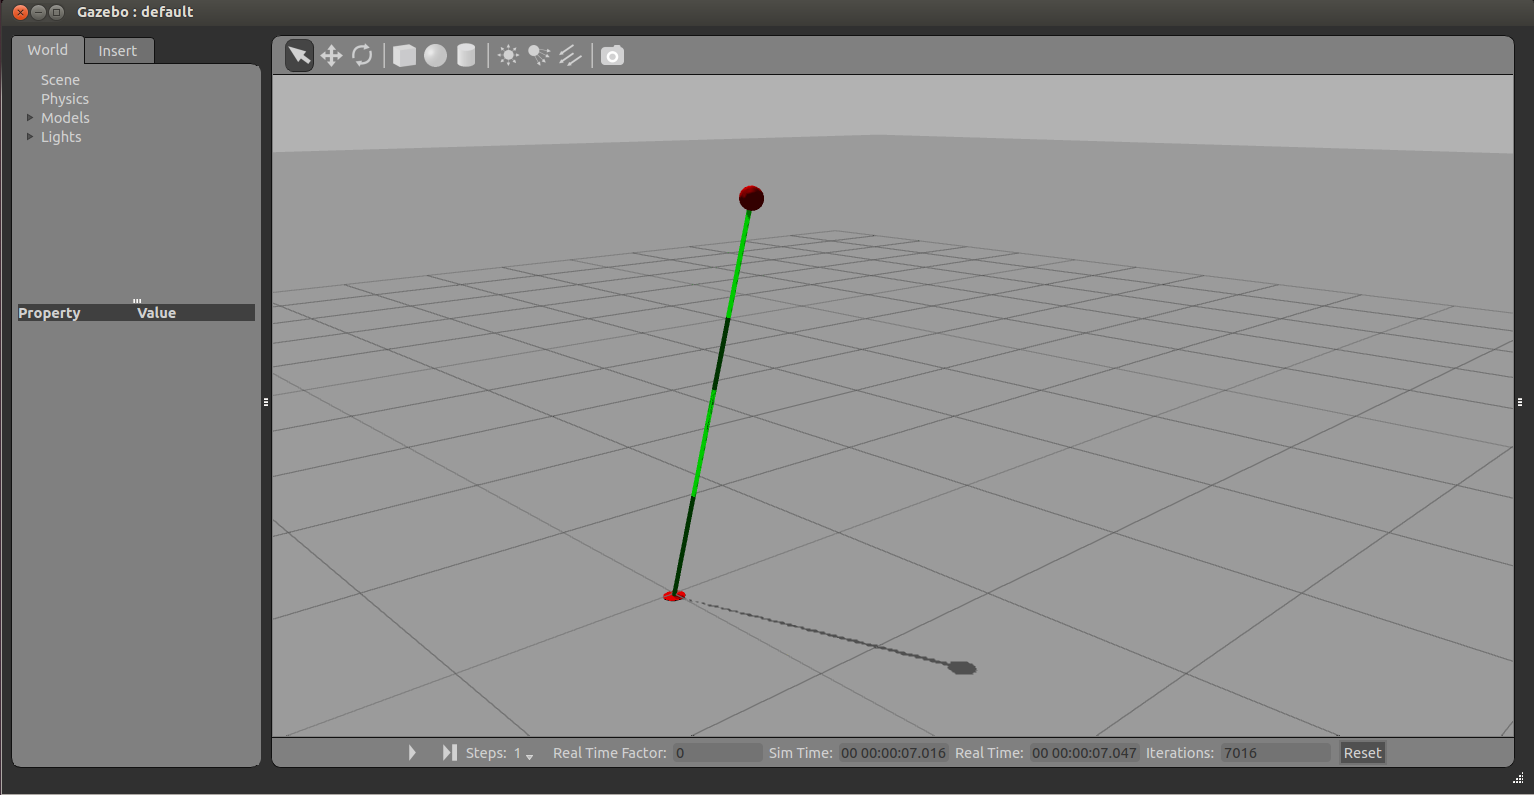 Gazebo : default
World Insert
Scene
Physics
Models
Lights
Property Value
Steps: 1 Real Time Factor: 0 Sim Time: 00 00:00:07.016 Real Time: 00 00:00:07.047 Iterations: 7016 Reset